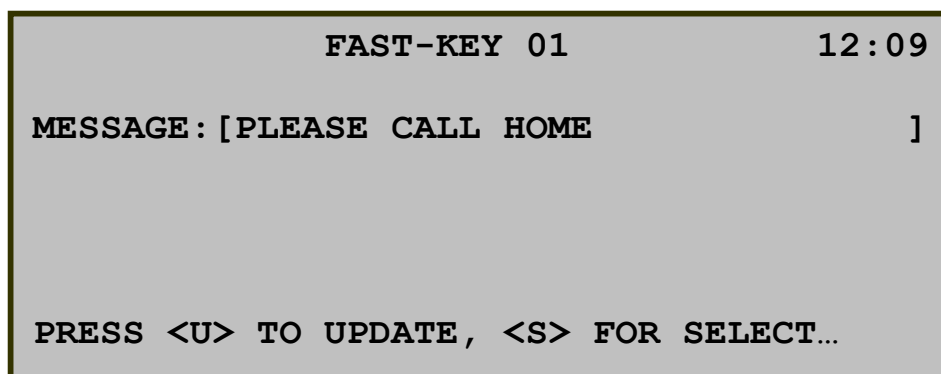 FAST-KEY 01 12:09
MESSAGE:[PLEASE CALL HOME ]
PRESS <U> TO UPDATE, <S> FOR SELECT…